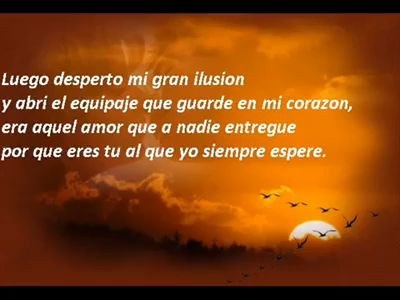 Luego desperto mi gran ilusion
y abri el equipaje que guarde en mi corazon,
era aquel amor que a nadie entregue
por que eres tu al que yo siempre espere.